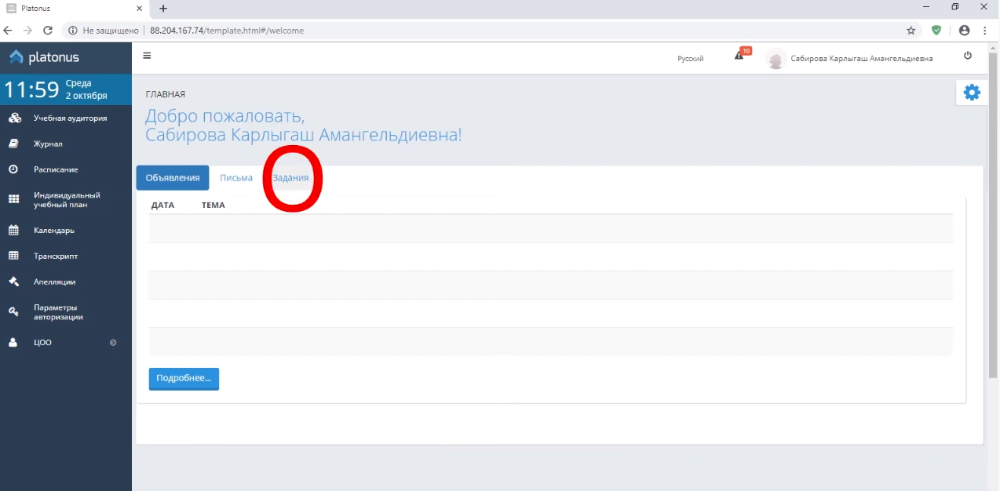 Platonus
Не защищено
88.204.167.74/template.html#/welcome
platonus
Русский
10
Сабирова Карлыгаш Амангельдиевна
11:59
Среда
2 октября
Учебная аудитория
Журнал
Расписание
Индивидуальный
учебный план
Календарь
Транскрипт
Апелляции
Параметры
авторизации
ЦОО
ГЛАВНАЯ
Добро пожаловать,
Сабирова Карлыгаш Амангельдиевна!
Объявления Письма Задания
ДАТА ТЕМА
Подробнее...